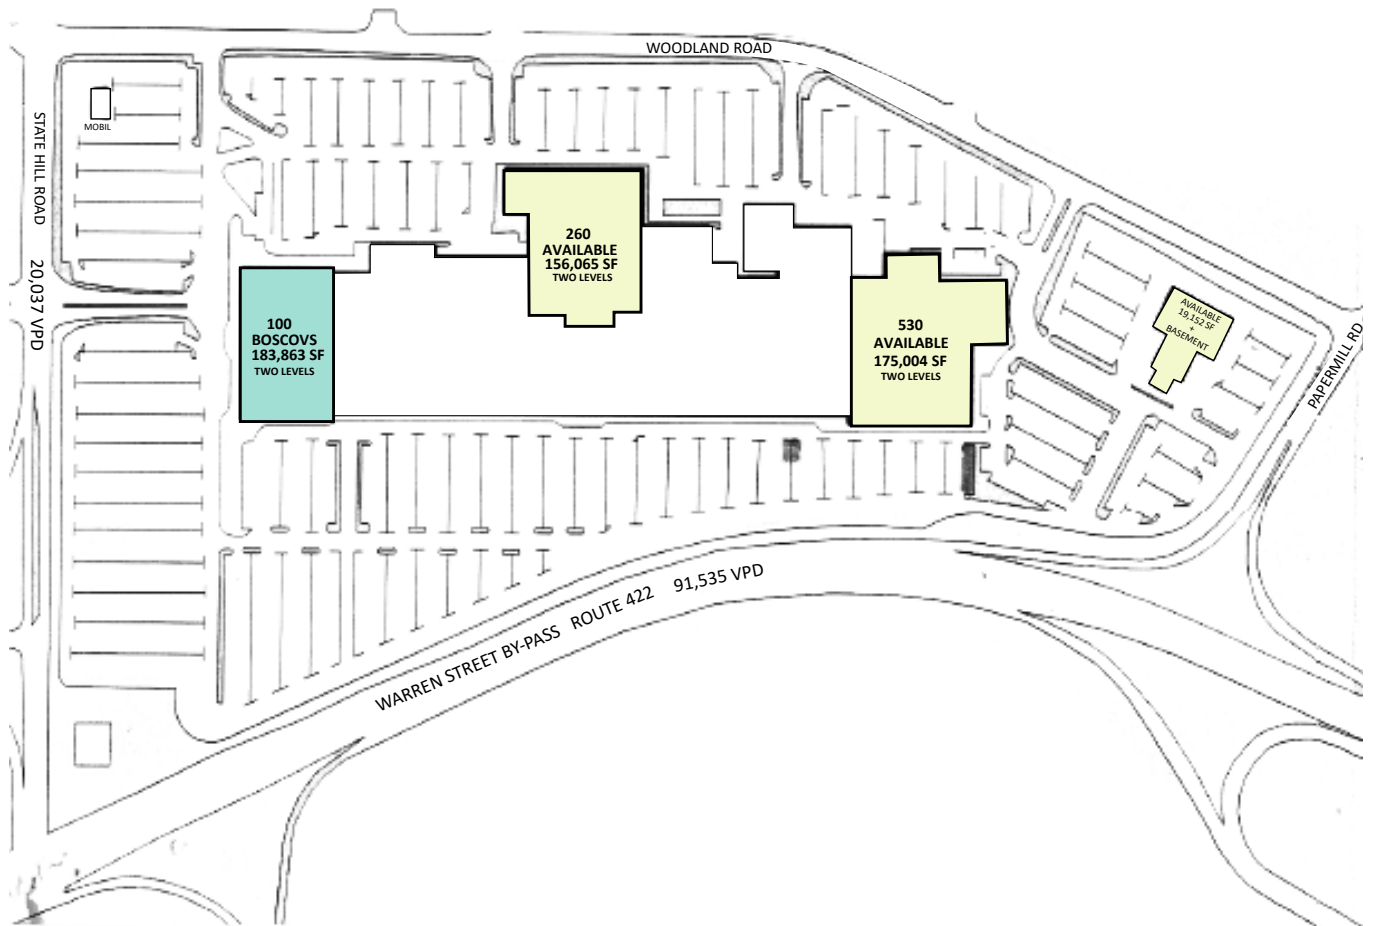 WOODLAND ROAD
MOBIL
STATE HILL ROAD 20,037 VPD
260
AVAILABLE
156,065 SF
TWO LEVELS
100
BOSCOVS
183,863 SF
TWO LEVELS
530
AVAILABLE
175,004 SF
TWO LEVELS
AVAILABLE
19,152 SF
+
BASEMENT
PAPERMILL RD
WARREN STREET BY-PASS ROUTE 422 91,535 VPD